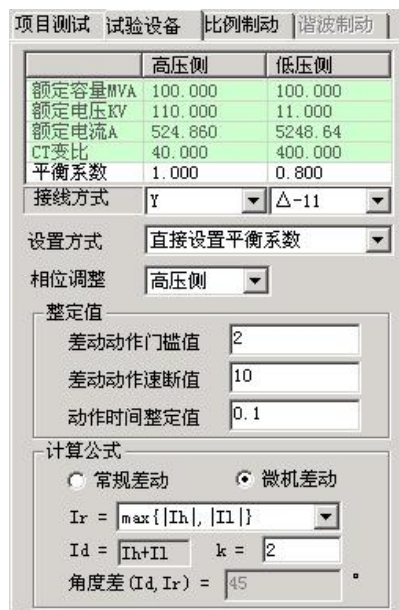 项目测试 试验设备 比例制动 谐波制动
高压侧 低压侧
额定容量MVA 100.000 100.000
额定电压KV 110.000 11.000
额定电流A 524.860 5248.64
CT变比 40.000 400.000
平衡系数 1.000 0.800
接线方式 Y △-11
设置方式 直接设置平衡系数
相位调整 高压侧
整定值
差动动作门槛值 2
差动动作速断值 10
动作时间整定值 0.1
计算公式
常规差动 微机差动
Ir = max{|Ih|, |Il|}
Id = Ih+Il k = 2
角度差(Id,Ir) = 45 °